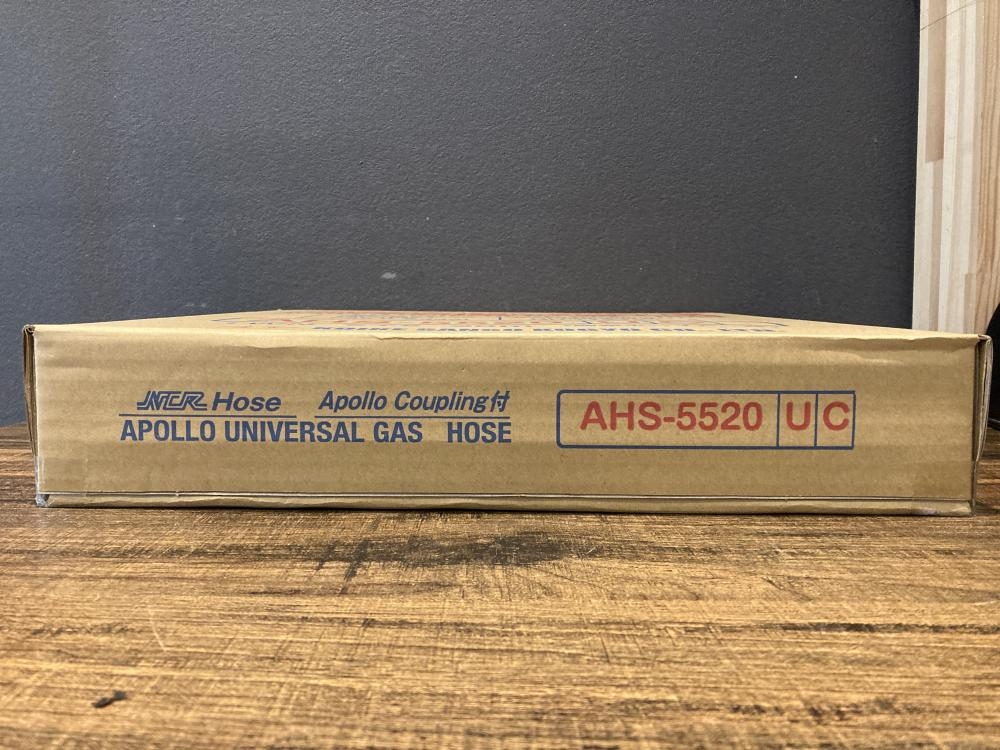 NCR Hose Apollo Coupling付
APOLLO UNIVERSAL GAS HOSE
AHS-5520 U C